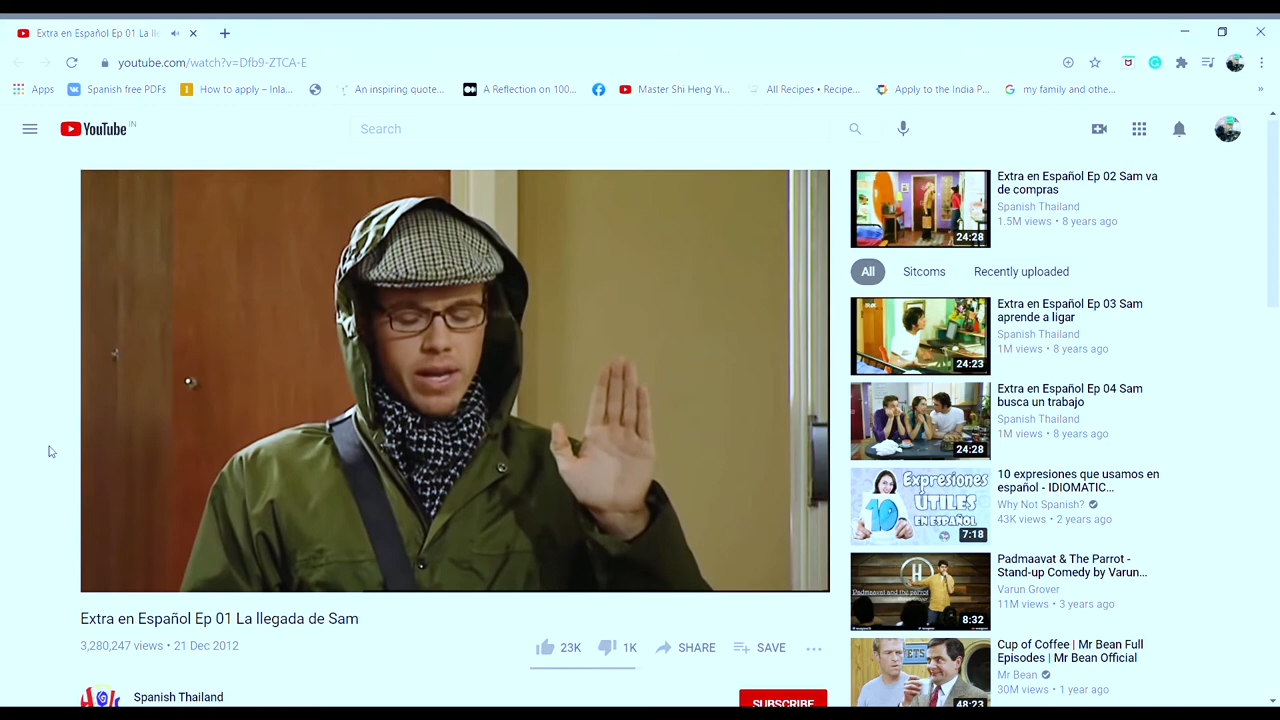 Extra en Español Ep 01 La lle
youtube.com/watch?v=Dfb9-ZTCA-E
Apps
Spanish free PDFs
How to apply – Inla...
An inspiring quote...
A Reflection on 100...
Master Shi Heng Yi...
All Recipes • Recipe...
Apply to the India P...
my family and othe...
»
YouTube IN
Search
Extra en Español Ep 01 La llegada de Sam
3,280,247 views • 21 Dec 2012
23K
1K
SHARE
SAVE
Spanish Thailand
SUBSCRIBE
Extra en Español Ep 02 Sam va
de compras
Spanish Thailand
1.5M views • 8 years ago
24:28
All
Sitcoms
Recently uploaded
Extra en Español Ep 03 Sam
aprende a ligar
Spanish Thailand
1M views • 8 years ago
24:23
Extra en Español Ep 04 Sam
busca un trabajo
Spanish Thailand
1M views • 8 years ago
24:28
Expresiones
10 ÚTILES
EN ESPAÑOL
7:18
10 expresiones que usamos en
español - IDIOMATIC...
Why Not Spanish?
43K views • 2 years ago
H
Padmaavat and the parrot
8:32
Padmaavat & The Parrot -
Stand-up Comedy by Varun...
Varun Grover
11M views • 3 years ago
48:23
Cup of Coffee | Mr Bean Full
Episodes | Mr Bean Official
Mr Bean
30M views • 1 year ago